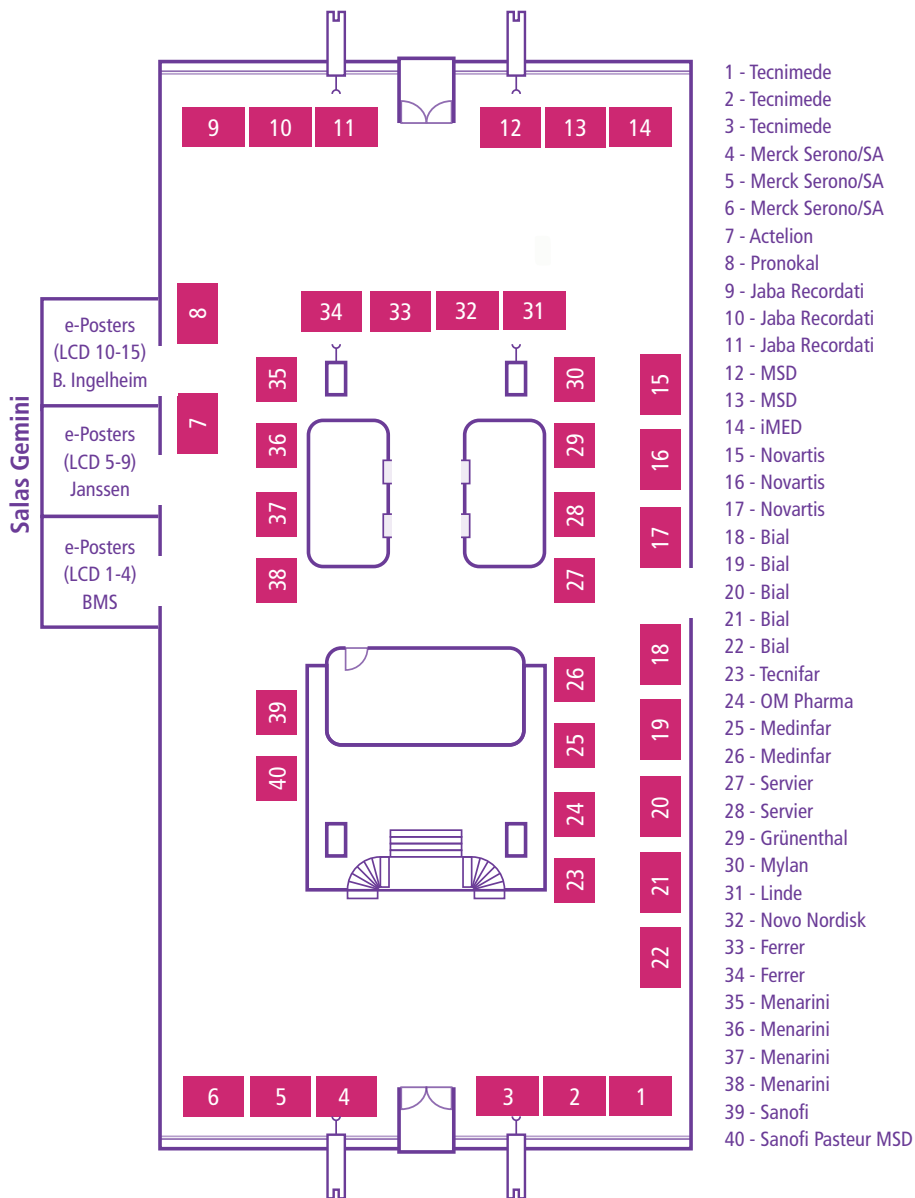 9
10
11
12
13
14
8
34
33
32
31
e-Posters
(LCD 10-15)
B. Ingelheim
35
30
15
7
Salas Gemini
e-Posters
(LCD 5-9)
Janssen
36
29
16
37
28
17
e-Posters
(LCD 1-4)
BMS
38
27
18
26
39
25
19
40
24
20
23
21
22
6
5
4
3
2
1
1 - Tecnimede
2 - Tecnimede
3 - Tecnimede
4 - Merck Serono/SA
5 - Merck Serono/SA
6 - Merck Serono/SA
7 - Actelion
8 - Pronokal
9 - Jaba Recordati
10 - Jaba Recordati
11 - Jaba Recordati
12 - MSD
13 - MSD
14 - iMED
15 - Novartis
16 - Novartis
17 - Novartis
18 - Bial
19 - Bial
20 - Bial
21 - Bial
22 - Bial
23 - Tecnifar
24 - OM Pharma
25 - Medinfar
26 - Medinfar
27 - Servier
28 - Servier
29 - Grünenthal
30 - Mylan
31 - Linde
32 - Novo Nordisk
33 - Ferrer
34 - Ferrer
35 - Menarini
36 - Menarini
37 - Menarini
38 - Menarini
39 - Sanofi
40 - Sanofi Pasteur MSD